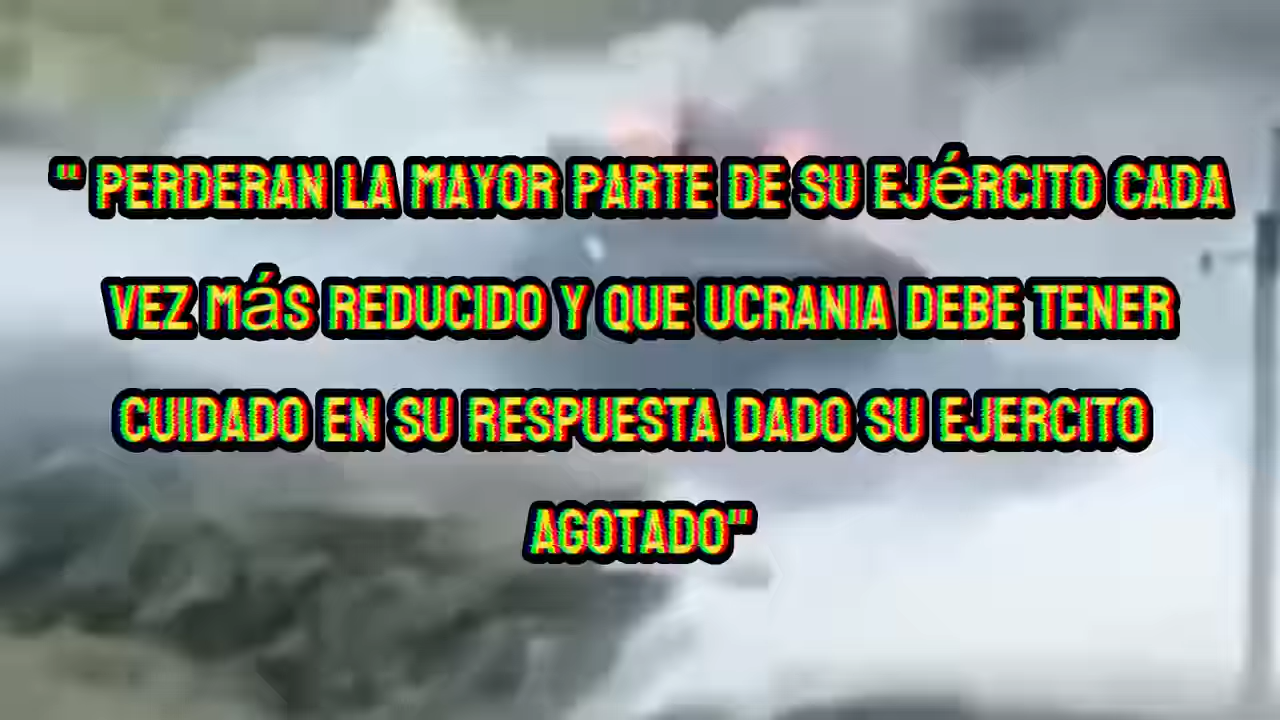 " PERDERAN LA MAYOR PARTE DE SU EJéRCITO CADA
VEZ MáS REDUCIDO Y QUE UCRANIA DEBE TENER
CUIDADO EN SU RESPUESTA DADO SU EJERCITO
AGOTADO"